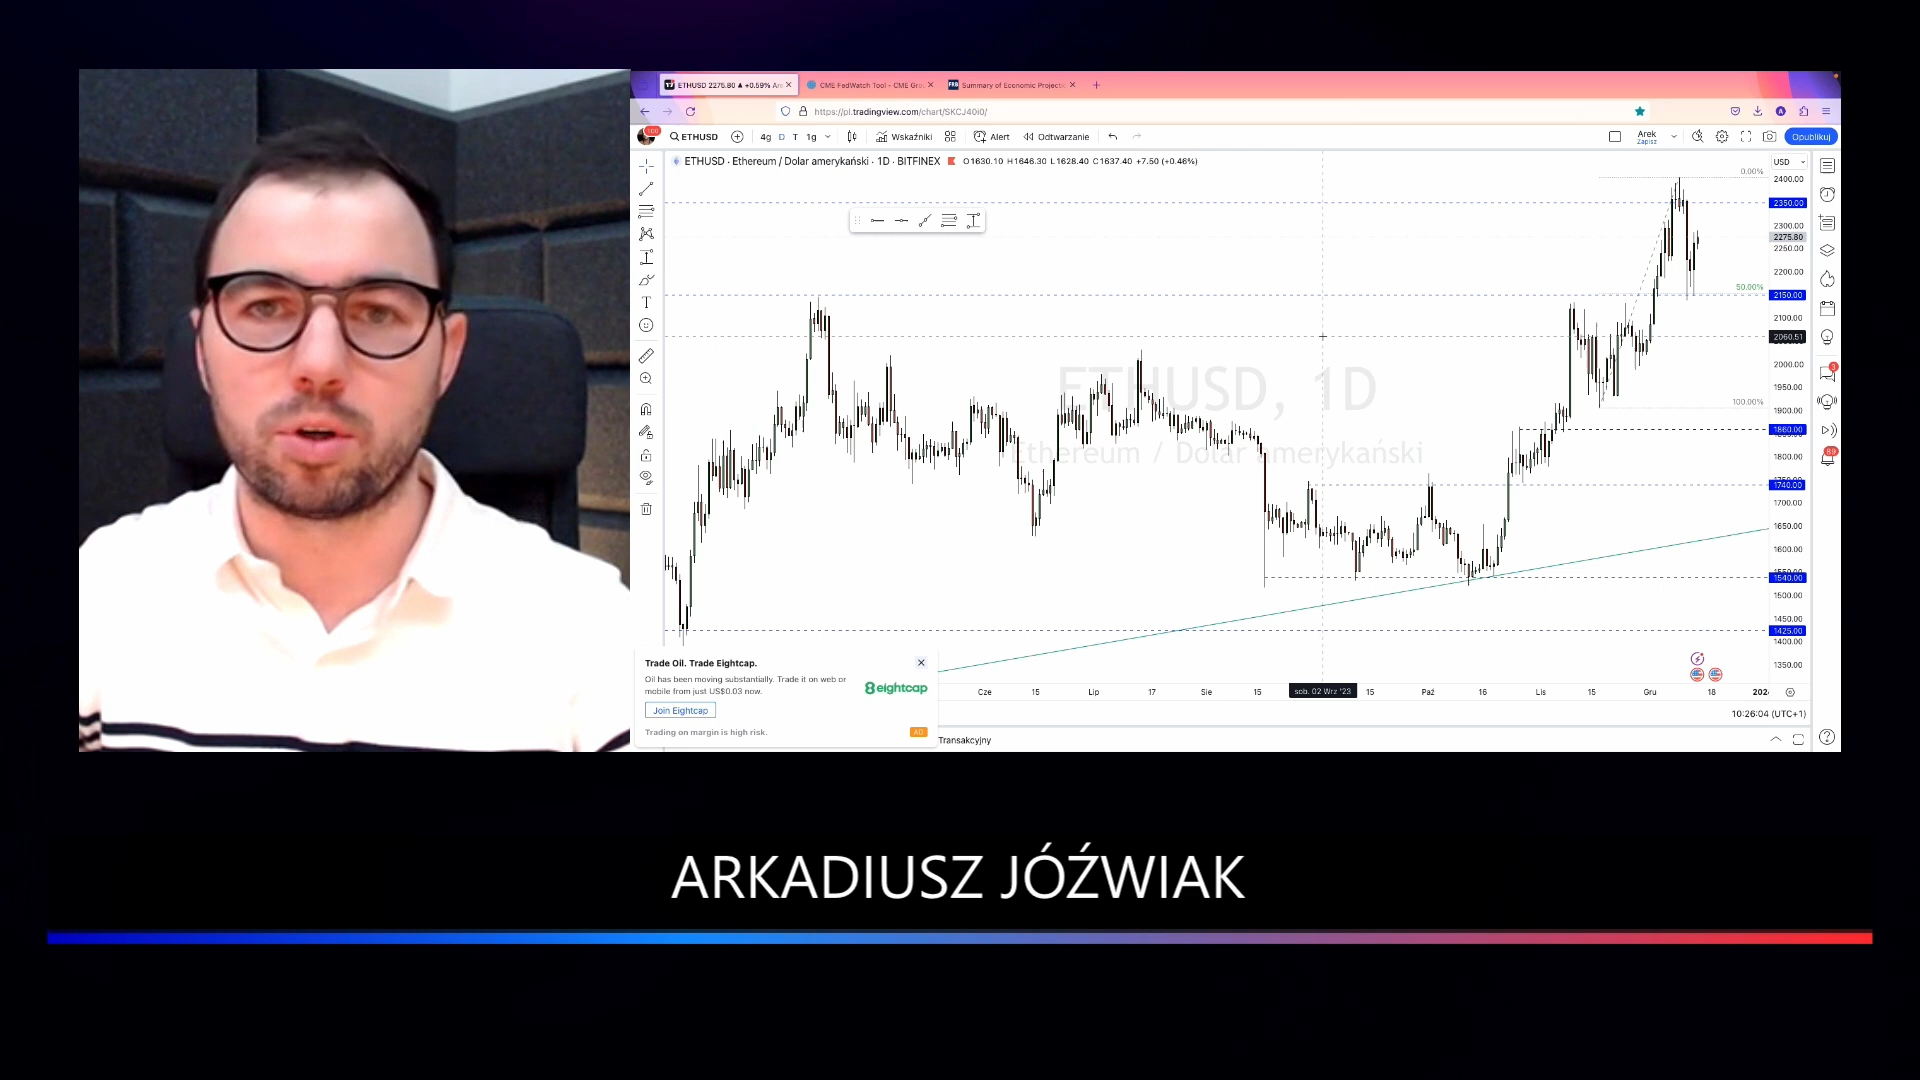 ETHUSD 2275.80 ▲ +0.59% Are
CME FedWatch Tool - CME Gro
Summary of Economic Projectio
https://pl.tradingview.com/chart/SKCJ40i0/
100
ETHUSD
4g D T 1g
Wskaźniki
Alert
Odtwarzanie
Arek
Zapisz
Opublikuj
ETHUSD · Ethereum / Dolar amerykański · 1D · BITFINEX O1630.10 H1646.30 L1628.40 C1637.40 +7.50 (+0.46%)
USD
0.00%
2400.00
2350.00
2300.00
2275.80
2250.00
2200.00
50.00%
2150.00
2100.00
2060.51
2000.00
1950.00
100.00%
1900.00
1860.00
1800.00
1740.00
1700.00
1650.00
1600.00
1540.00
1500.00
1450.00
1425.00
1400.00
1350.00
ETHUSD, 1D
Ethereum / Dolar amerykański
Trade Oil. Trade Eightcap.
Oil has been moving substantially. Trade it on web or
mobile from just US$0.03 now.
8eightcap
Join Eightcap
Trading on margin is high risk.
AD
Cze 15 Lip 17 Sie 15 sob. 02 Wrz '23 15 Paź 16 Lis 15 Gru 18 202
10:26:04 (UTC+1)
Transakcyjny
89
ARKADIUSZ JÓŹWIAK